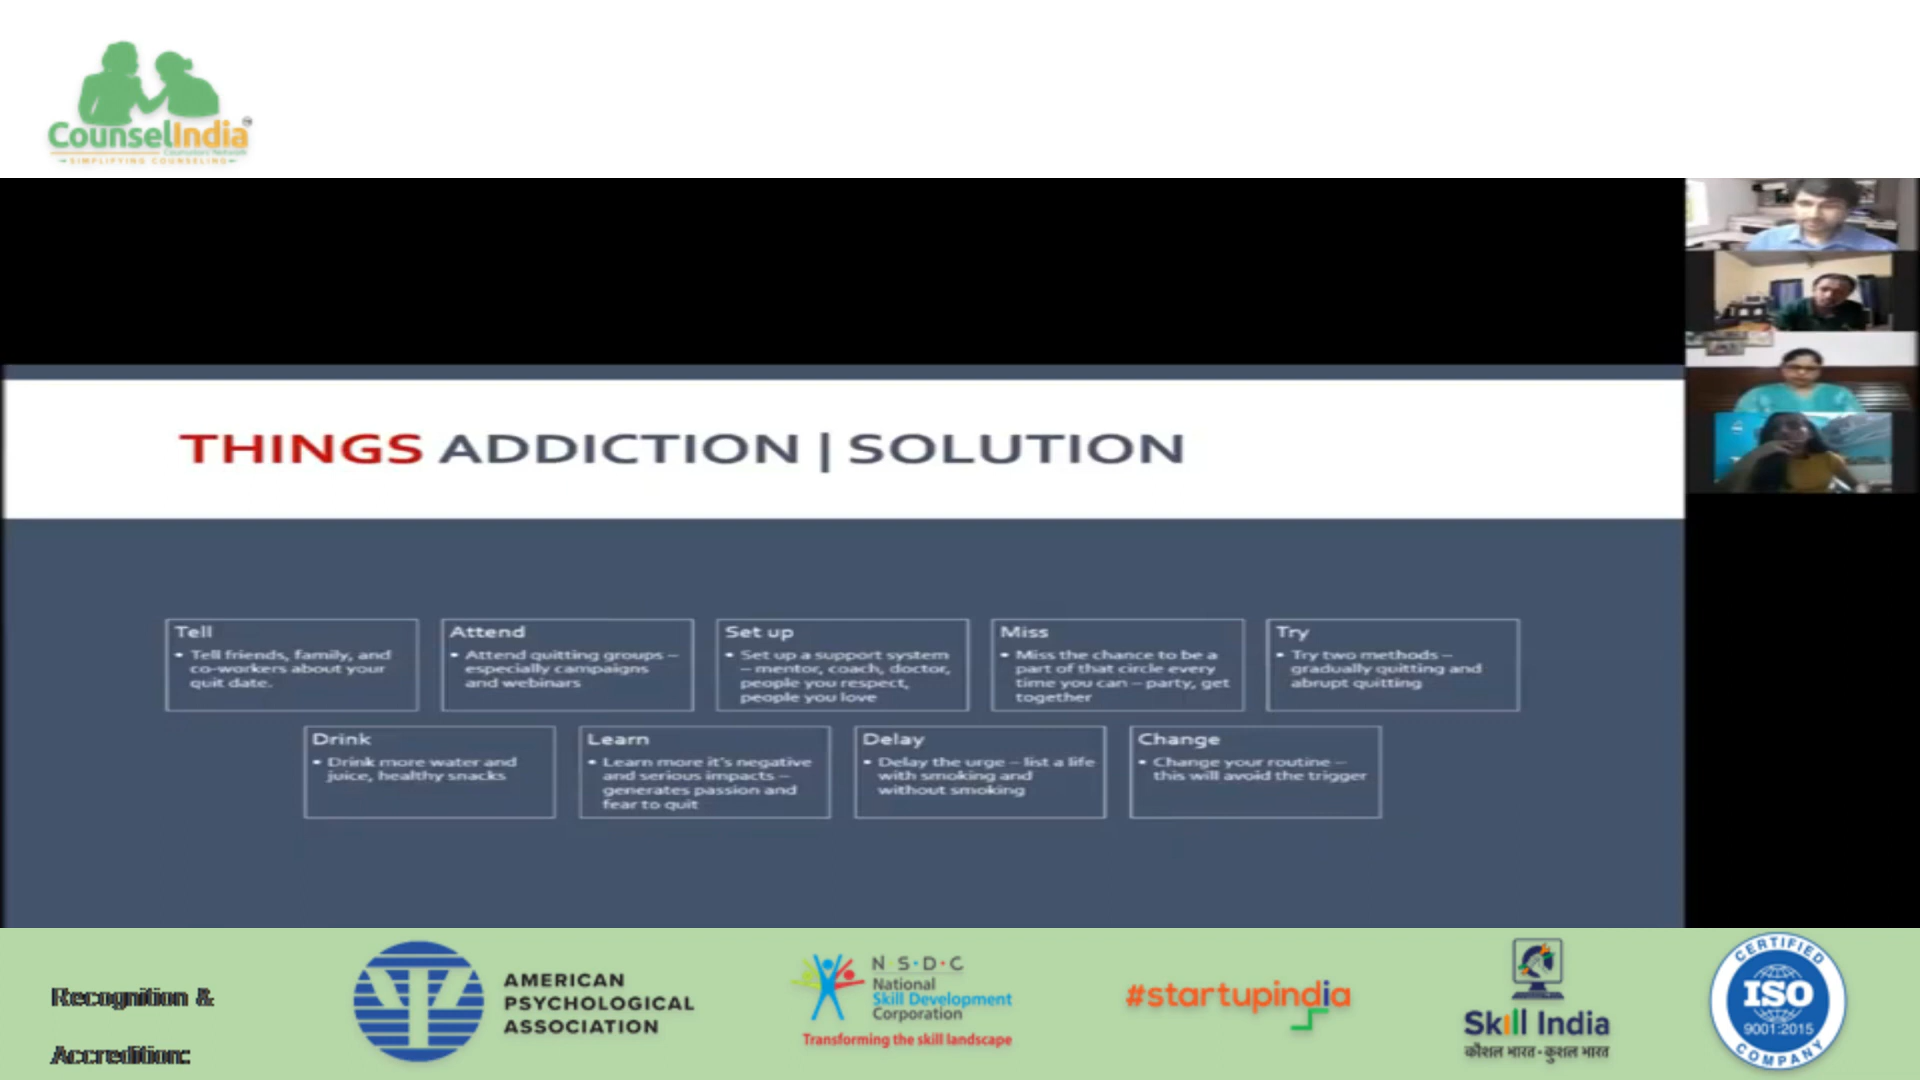 CounselIndia
Counselors Network
SIMPLIFYING COUNSELING
THINGS ADDICTION | SOLUTION
Tell
• Tell friends, family, and
co-workers about your
quit date.
Attend
• Attend quitting groups –
especially campaigns
and webinars
Set up
• Set up a support system
– mentor, coach, doctor,
people you respect,
people you love
Miss
• Miss the chance to be a
part of that circle every
time you can – party, get
together
Try
• Try two methods –
gradually quitting and
abrupt quitting
Drink
• Drink more water and
juice, healthy snacks
Learn
• Learn more it's negative
and serious impacts –
generates passion and
fear to quit
Delay
• Delay the urge – list a life
with smoking and
without smoking
Change
• Change your routine –
this will avoid the trigger
Recognition &
Accredition:
AMERICAN
PSYCHOLOGICAL
ASSOCIATION
N·S·D·C
National
Skill Development
Corporation
Transforming the skill landscape
#startupindia
Skill India
कौशल भारत - कुशल भारत
CERTIFIED
ISO
9001:2015
COMPANY